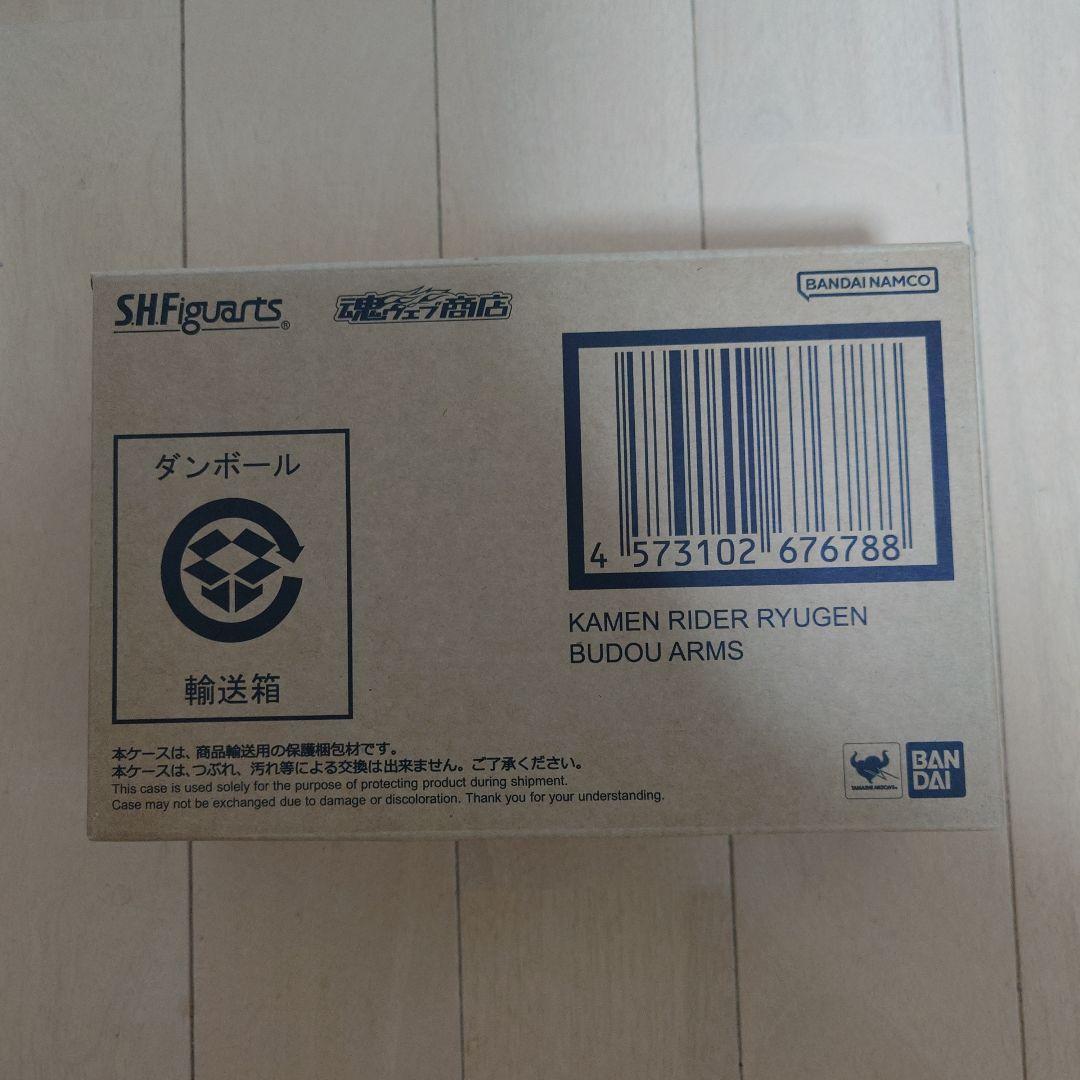 S.H.Figuarts®
魂ウェブ商店
BANDAI NAMCO
ダンボール
輸送箱
4 573102 676788
KAMEN RIDER RYUGEN
BUDOU ARMS
本ケースは、商品輸送用の保護梱包材です。
本ケースは、つぶれ、汚れ等による交換は出来ません。ご了承ください。
This case is used solely for the purpose of protecting product during shipment.
Case may not be exchanged due to damage or discoloration. Thank you for your understanding.
TAMASHII NATIONS
BAN
DAI